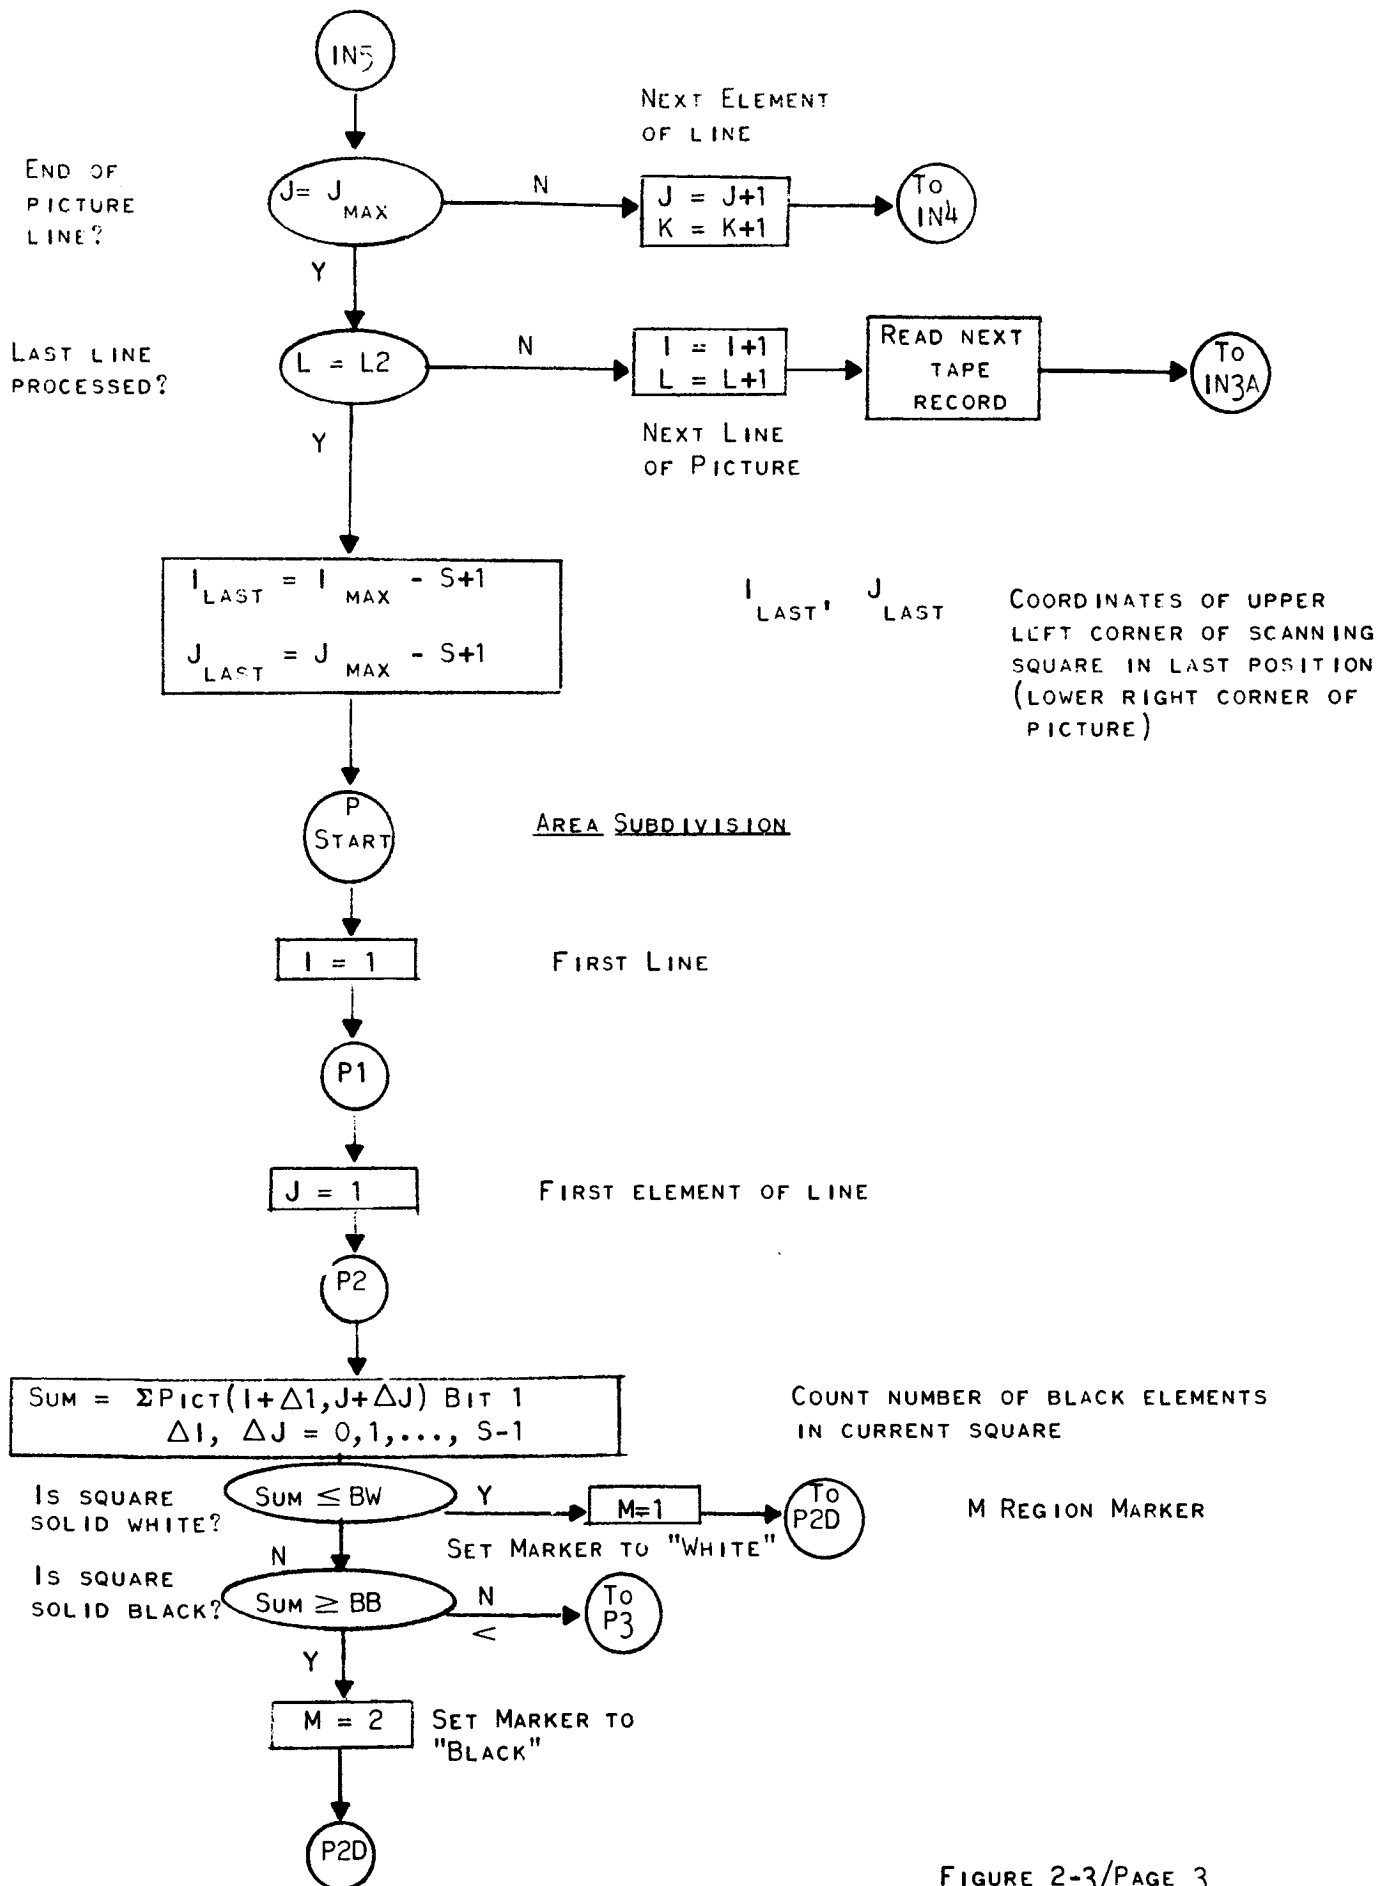 IN5
NEXT ELEMENT
OF LINE
END OF
PICTURE
LINE?
J= J MAX
N
J = J+1
K = K+1
TO
IN4
Y
LAST LINE
PROCESSED?
L = L2
N
I = I+1
L = L+1
READ NEXT
TAPE
RECORD
TO
IN3A
NEXT LINE
OF PICTURE
Y
I LAST = I MAX - S+1
J LAST = J MAX - S+1
I LAST, J LAST
COORDINATES OF UPPER
LEFT CORNER OF SCANNING
SQUARE IN LAST POSITION
(LOWER RIGHT CORNER OF
PICTURE)
P
START
AREA SUBDIVISION
I = 1
FIRST LINE
P1
J = 1
FIRST ELEMENT OF LINE
P2
SUM = ΣPICT(I+ΔI,J+ΔJ) BIT 1
ΔI, ΔJ = 0,1,..., S-1
COUNT NUMBER OF BLACK ELEMENTS
IN CURRENT SQUARE
IS SQUARE
SOLID WHITE?
SUM ≤ BW
Y
M=1
TO
P2D
M REGION MARKER
SET MARKER TO "WHITE"
N
IS SQUARE
SOLID BLACK?
SUM ≥ BB
N
<
TO
P3
Y
M = 2
SET MARKER TO
"BLACK"
P2D
FIGURE 2-3/PAGE 3